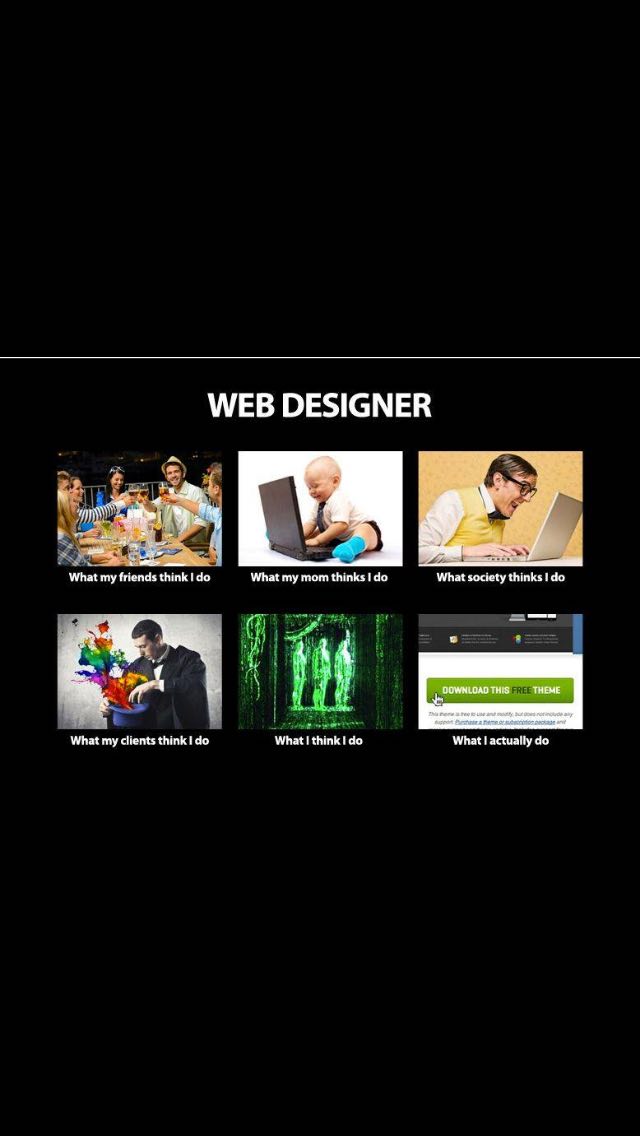 WEB DESIGNER
What my friends think I do
What my mom thinks I do
What society thinks I do
What my clients think I do
What I think I do
DOWNLOAD THIS FREE THEME
This theme is free to use and modify, but does not include any
support. Purchase a theme or subscription package and
What I actually do